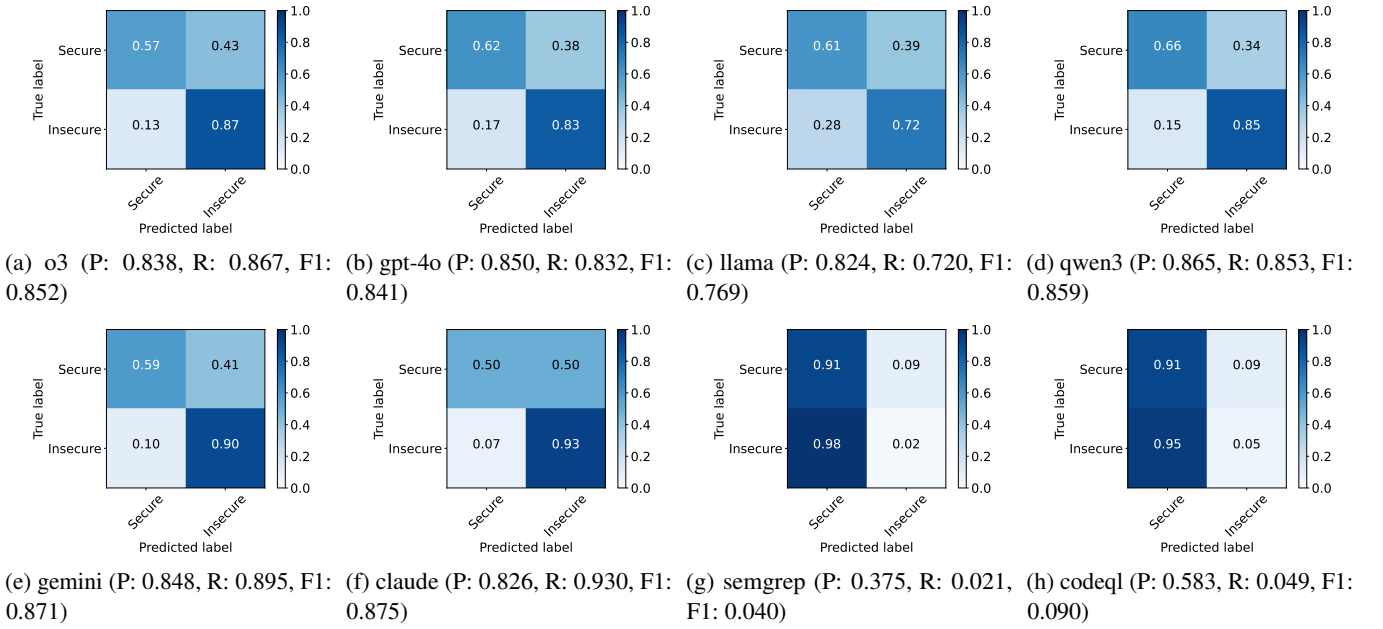 1.0
Secure 0.57 0.43 0.8
0.6
True label
0.4
Insecure 0.13 0.87 0.2
0.0
Secure Insecure
Predicted label
(a) o3 (P: 0.838, R: 0.867, F1:
0.852)
1.0
Secure 0.62 0.38 0.8
0.6
True label
0.4
Insecure 0.17 0.83 0.2
0.0
Secure Insecure
Predicted label
(b) gpt-4o (P: 0.850, R: 0.832, F1:
0.841)
1.0
Secure 0.61 0.39 0.8
0.6
True label
0.4
Insecure 0.28 0.72 0.2
0.0
Secure Insecure
Predicted label
(c) llama (P: 0.824, R: 0.720, F1:
0.769)
1.0
Secure 0.66 0.34 0.8
0.6
True label
0.4
Insecure 0.15 0.85 0.2
0.0
Secure Insecure
Predicted label
(d) qwen3 (P: 0.865, R: 0.853, F1:
0.859)
1.0
Secure 0.59 0.41 0.8
0.6
True label
0.4
Insecure 0.10 0.90 0.2
0.0
Secure Insecure
Predicted label
(e) gemini (P: 0.848, R: 0.895, F1:
0.871)
1.0
Secure 0.50 0.50 0.8
0.6
True label
0.4
Insecure 0.07 0.93 0.2
0.0
Secure Insecure
Predicted label
(f) claude (P: 0.826, R: 0.930, F1:
0.875)
1.0
Secure 0.91 0.09 0.8
0.6
True label
0.4
Insecure 0.98 0.02 0.2
0.0
Secure Insecure
Predicted label
(g) semgrep (P: 0.375, R: 0.021,
F1: 0.040)
1.0
Secure 0.91 0.09 0.8
0.6
True label
0.4
Insecure 0.95 0.05 0.2
0.0
Secure Insecure
Predicted label
(h) codeql (P: 0.583, R: 0.049, F1:
0.090)